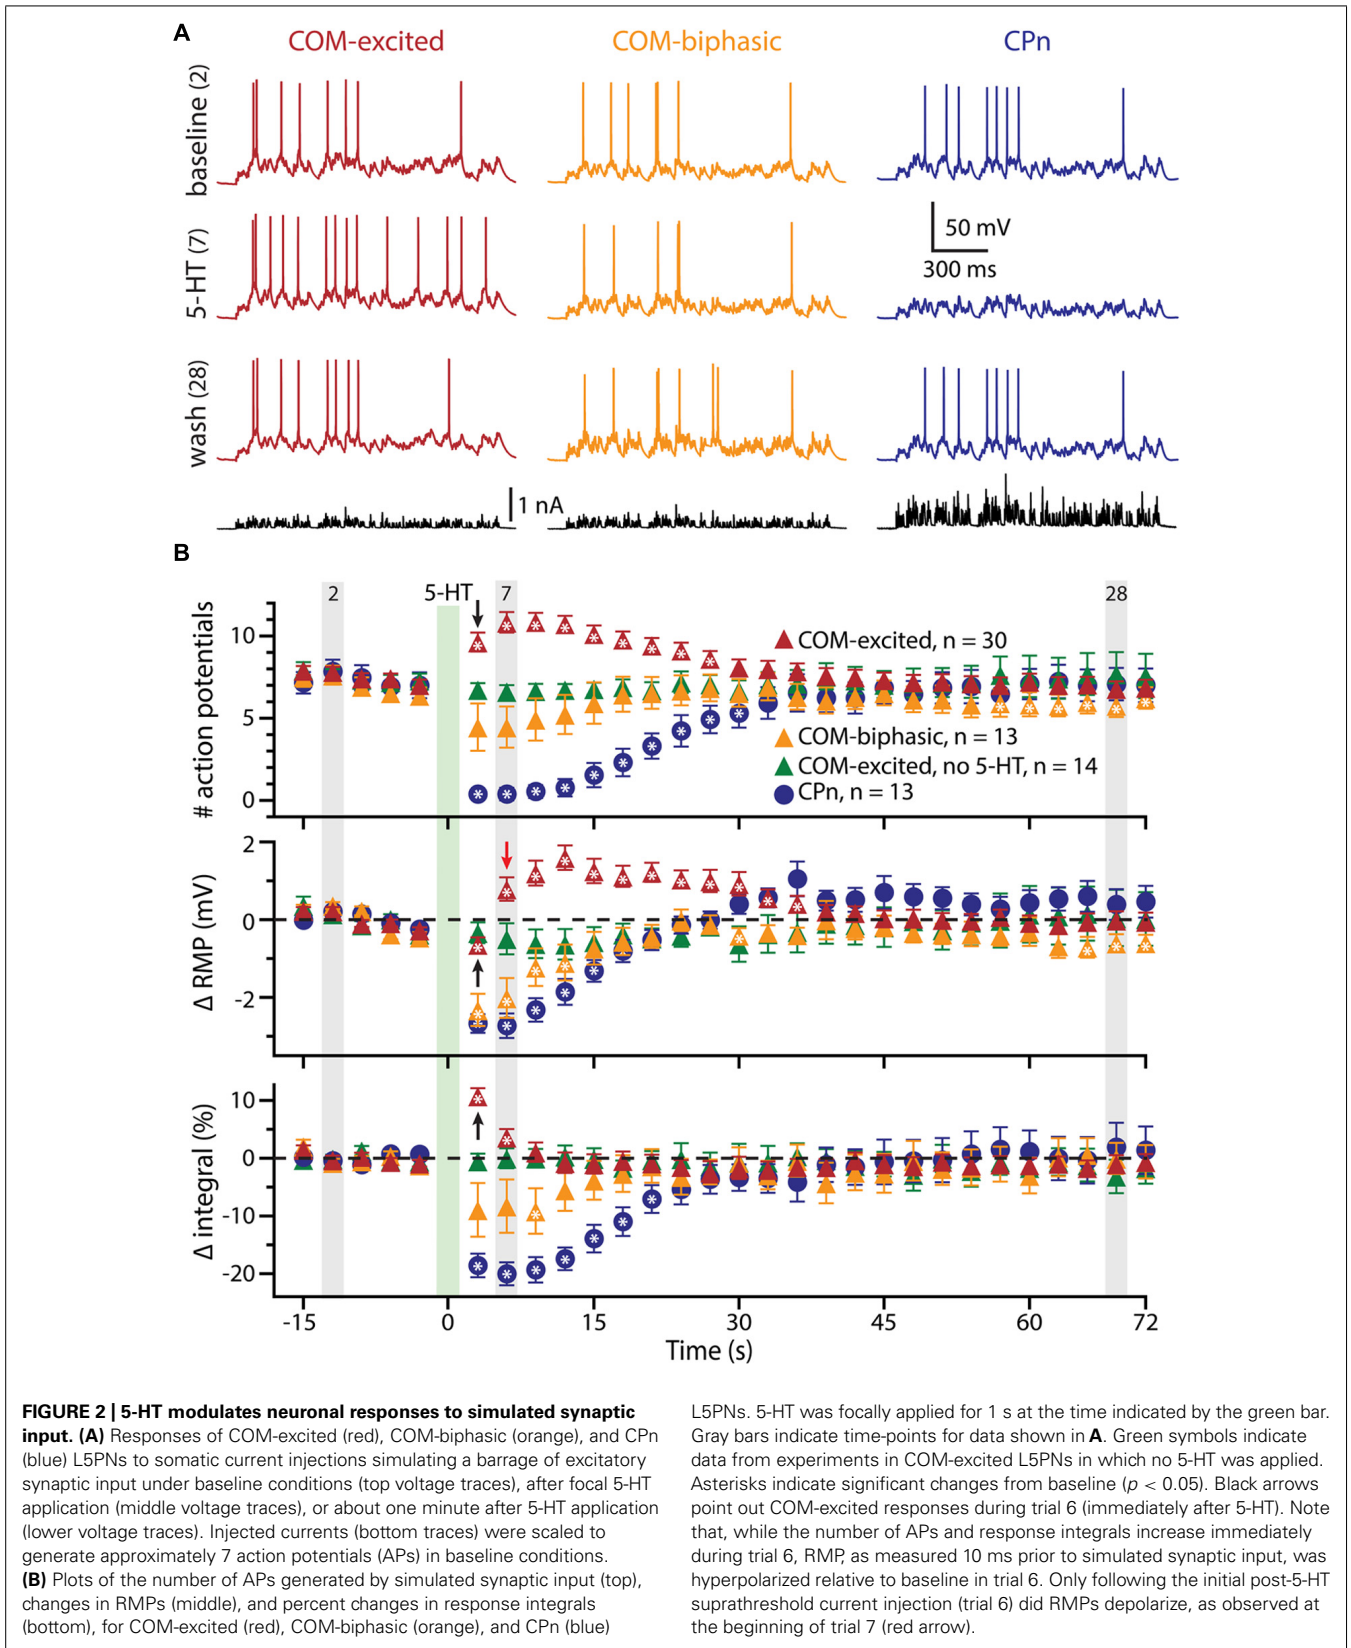 A
COM-excited
COM-biphasic
CPn
baseline (2)
5-HT (7)
50 mV
300 ms
wash (28)
1 nA
B
2
5-HT
7
28
# action potentials
10
5
0
COM-excited, n = 30
COM-biphasic, n = 13
COM-excited, no 5-HT, n = 14
CPn, n = 13
Δ RMP (mV)
2
0
-2
Δ integral (%)
10
0
-10
-20
-15
0
15
30
45
60
72
Time (s)
FIGURE 2 | 5-HT modulates neuronal responses to simulated synaptic
input. (A) Responses of COM-excited (red), COM-biphasic (orange), and CPn
(blue) L5PNs to somatic current injections simulating a barrage of excitatory
synaptic input under baseline conditions (top voltage traces), after focal 5-HT
application (middle voltage traces), or about one minute after 5-HT application
(lower voltage traces). Injected currents (bottom traces) were scaled to
generate approximately 7 action potentials (APs) in baseline conditions.
(B) Plots of the number of APs generated by simulated synaptic input (top),
changes in RMPs (middle), and percent changes in response integrals
(bottom), for COM-excited (red), COM-biphasic (orange), and CPn (blue)
L5PNs. 5-HT was focally applied for 1 s at the time indicated by the green bar.
Gray bars indicate time-points for data shown in A. Green symbols indicate
data from experiments in COM-excited L5PNs in which no 5-HT was applied.
Asterisks indicate significant changes from baseline (p < 0.05). Black arrows
point out COM-excited responses during trial 6 (immediately after 5-HT). Note
that, while the number of APs and response integrals increase immediately
during trial 6, RMP, as measured 10 ms prior to simulated synaptic input, was
hyperpolarized relative to baseline in trial 6. Only following the initial post-5-HT
suprathreshold current injection (trial 6) did RMPs depolarize, as observed at
the beginning of trial 7 (red arrow).